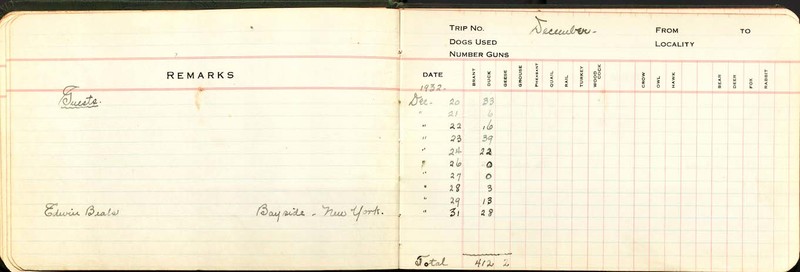 REMARKS
Guests.
Edwin Beals Bayside - New York.
TRIP NO. December- FROM TO
DOGS USED LOCALITY
NUMBER GUNS
DATE BRANT DUCK GEESE GROUSE PHEASANT QUAIL RAIL TURKEY WOODCOCK CROW OWL HAWK BEAR DEER FOX RABBIT
1932.
Dec. 20 33
" 21 6
" 22 16
" 23 39
" 24 22
" 26 0
" 27 0
" 28 3
" 29 13
" 31 28
Total 412 2